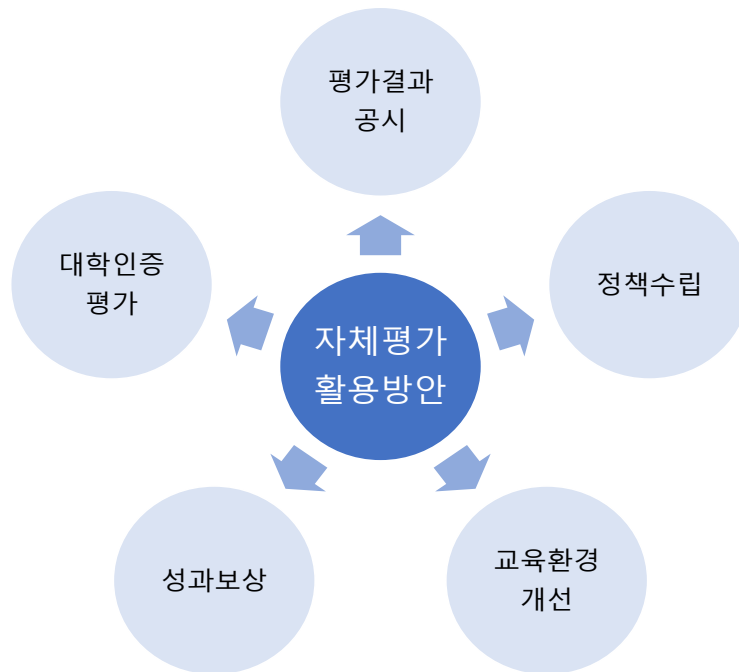 평가결과
공시
대학인증
평가
정책수립
자체평가
활용방안
성과보상
교육환경
개선